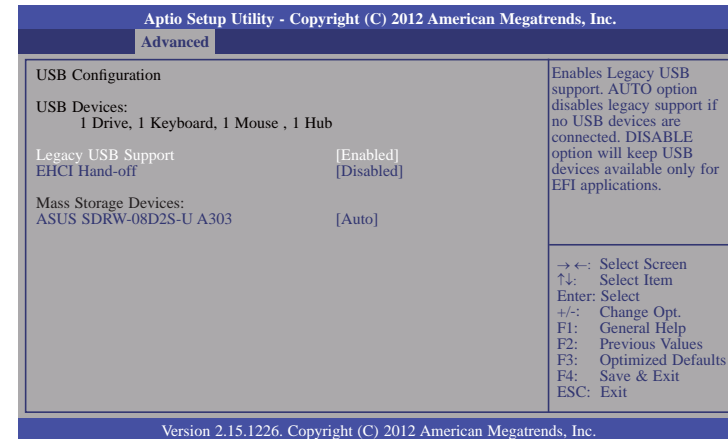 Aptio Setup Utility - Copyright (C) 2012 American Megatrends, Inc.
Advanced
USB Configuration
USB Devices:
1 Drive, 1 Keyboard, 1 Mouse , 1 Hub
Legacy USB Support [Enabled]
EHCI Hand-off [Disabled]
Mass Storage Devices:
ASUS SDRW-08D2S-U A303 [Auto]
Enables Legacy USB
support. AUTO option
disables legacy support if
no USB devices are
connected. DISABLE
option will keep USB
devices available only for
EFI applications.
→←: Select Screen
↑↓: Select Item
Enter: Select
+/-: Change Opt.
F1: General Help
F2: Previous Values
F3: Optimized Defaults
F4: Save & Exit
ESC: Exit
Version 2.15.1226. Copyright (C) 2012 American Megatrends, Inc.